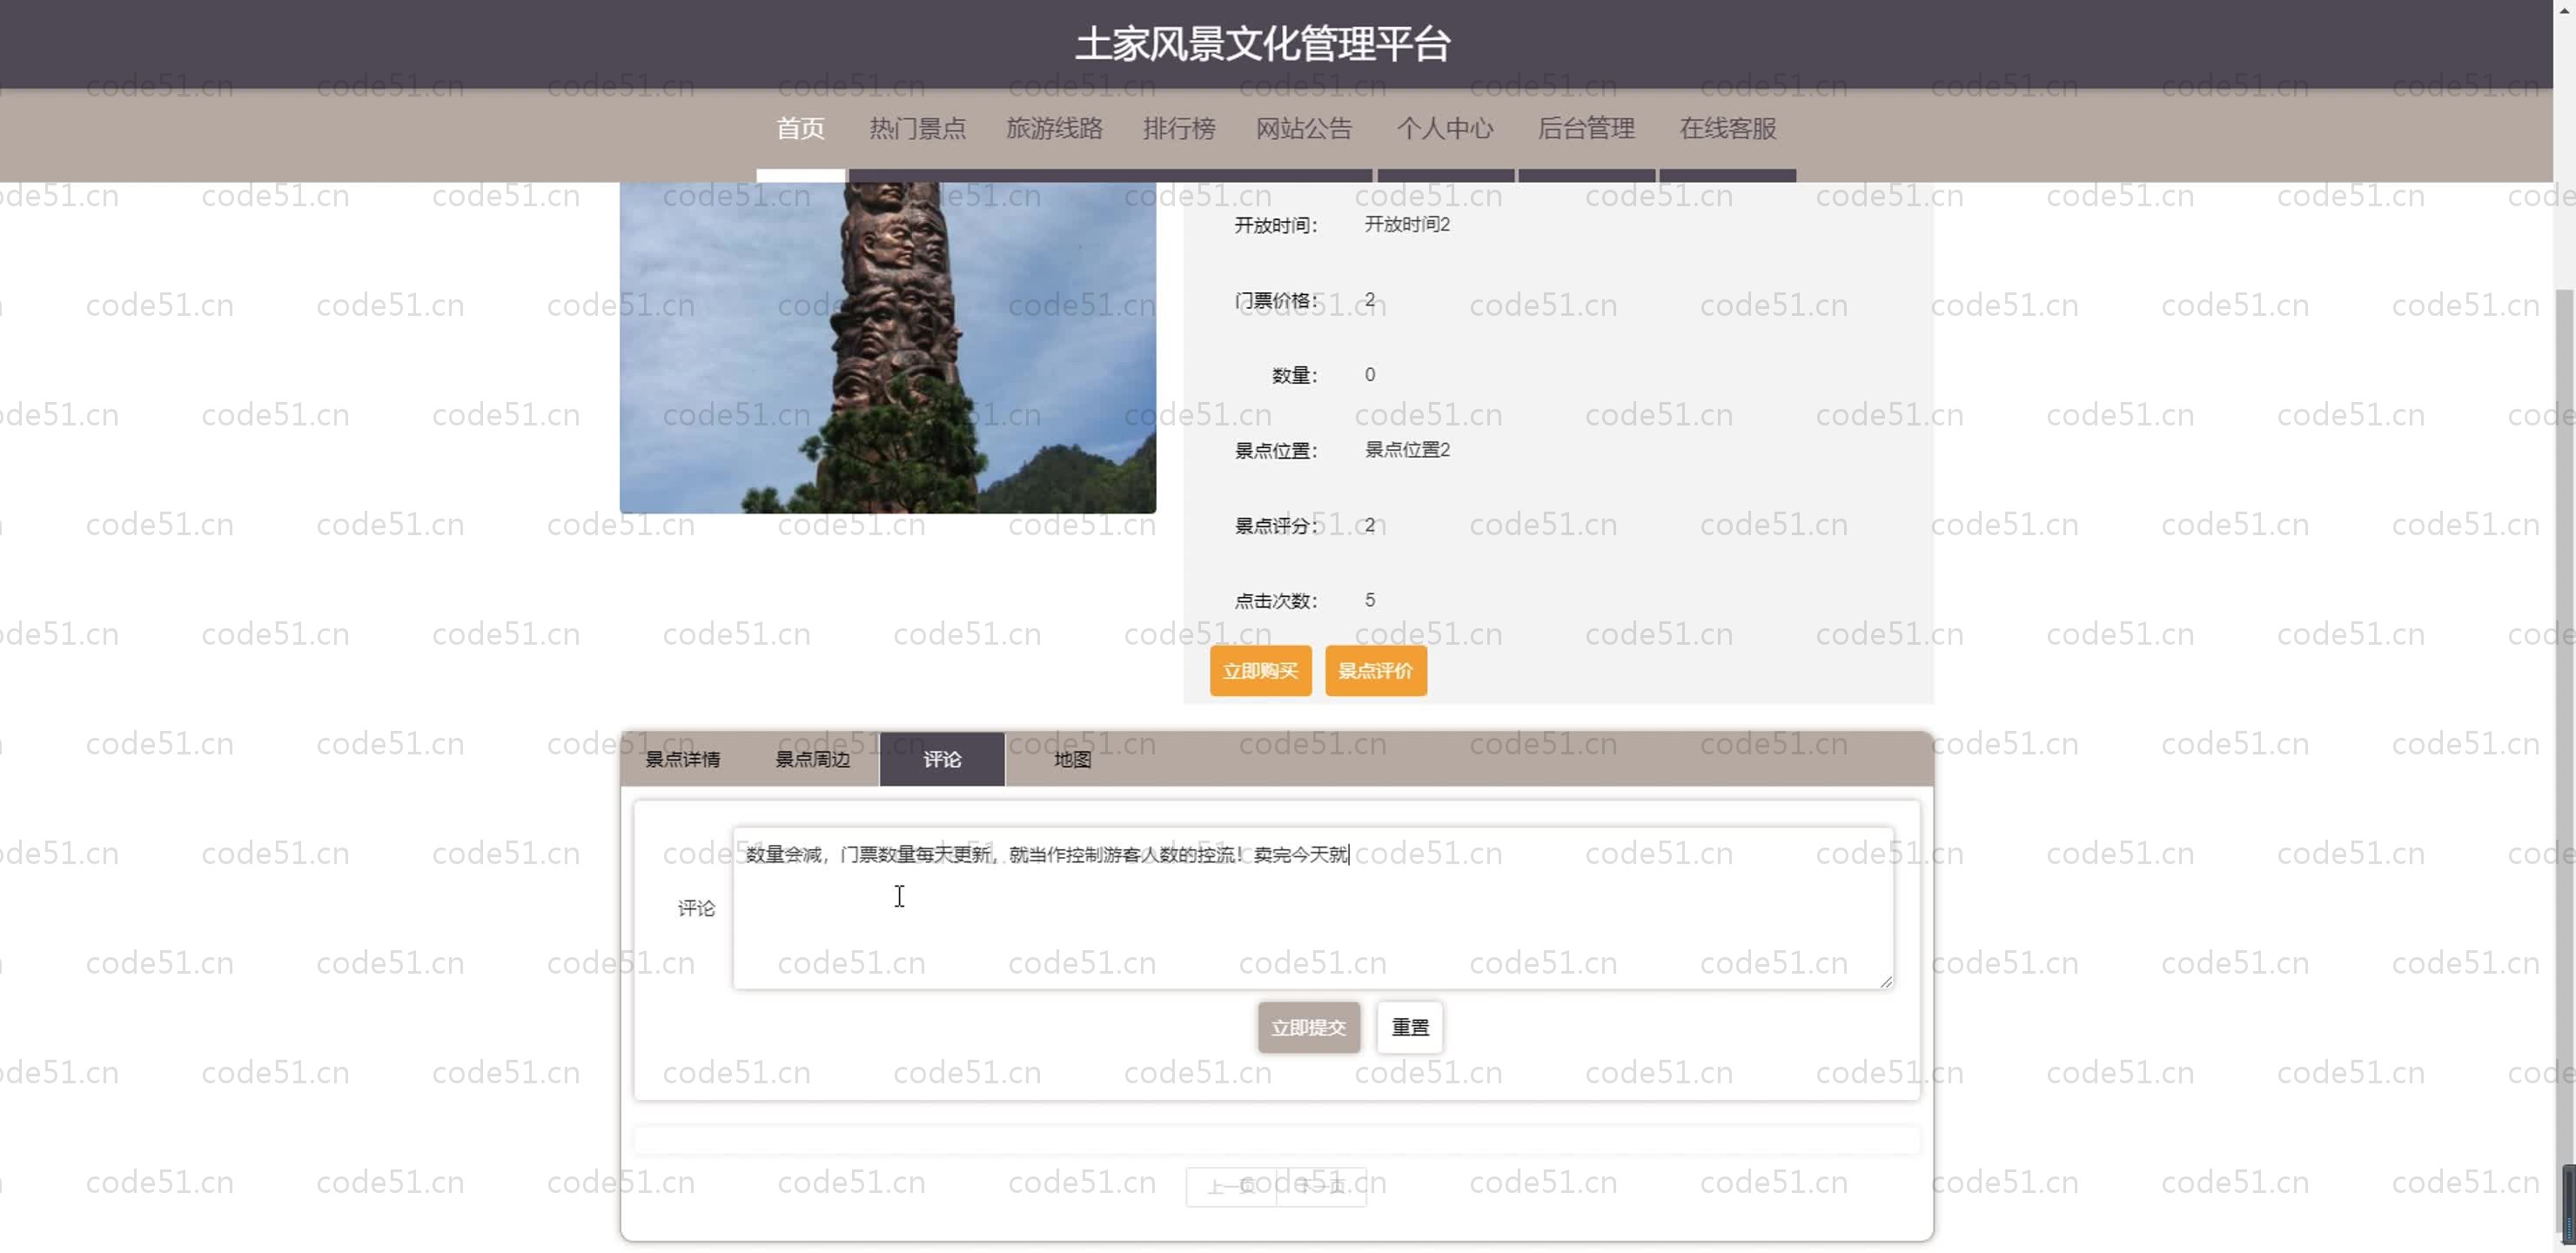 土家风景文化管理平台
首页 热门景点 旅游线路 排行榜 网站公告 个人中心 后台管理 在线客服
开放时间： 开放时间2
门票价格： 2
数量： 0
景点位置： 景点位置2
景点评分： 2
点击次数： 5
立即购买 景点评价
景点详情 景点周边 评论 地图
数量会减，门票数量每天更新，就当作控制游客人数的控流！卖完今天就
评论
立即提交 重置
上一页 下一页
code51.cn